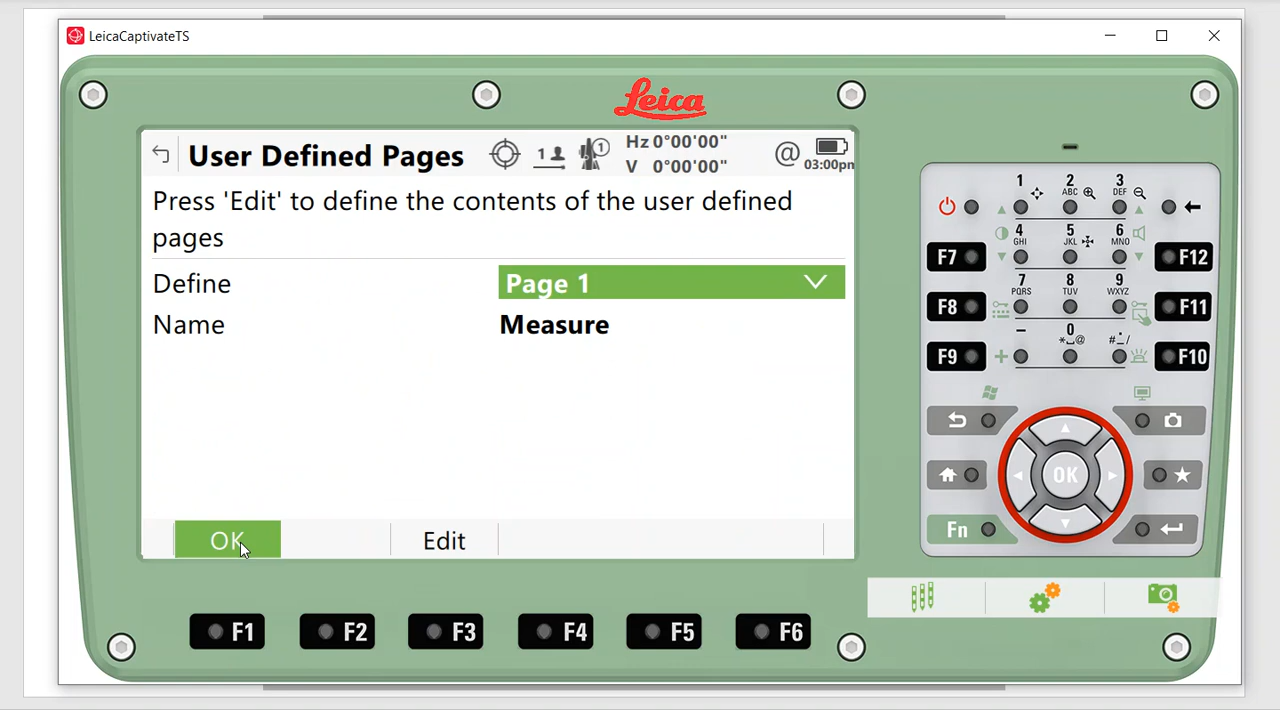 LeicaCaptivateTS
Leica
User Defined Pages
1
1
Hz 0°00'00"
V 0°00'00"
@
03:00pm
Press 'Edit' to define the contents of the user defined
pages
Define
Page 1
Name
Measure
OK
Edit
F1
F2
F3
F4
F5
F6
1
2
ABC
3
DEF
4
GHI
5
JKL
6
MNO
7
PQRS
8
TUV
9
WXYZ
-
0
*⎵@
#./
+
F7
F12
F8
F11
F9
F10
OK
Fn